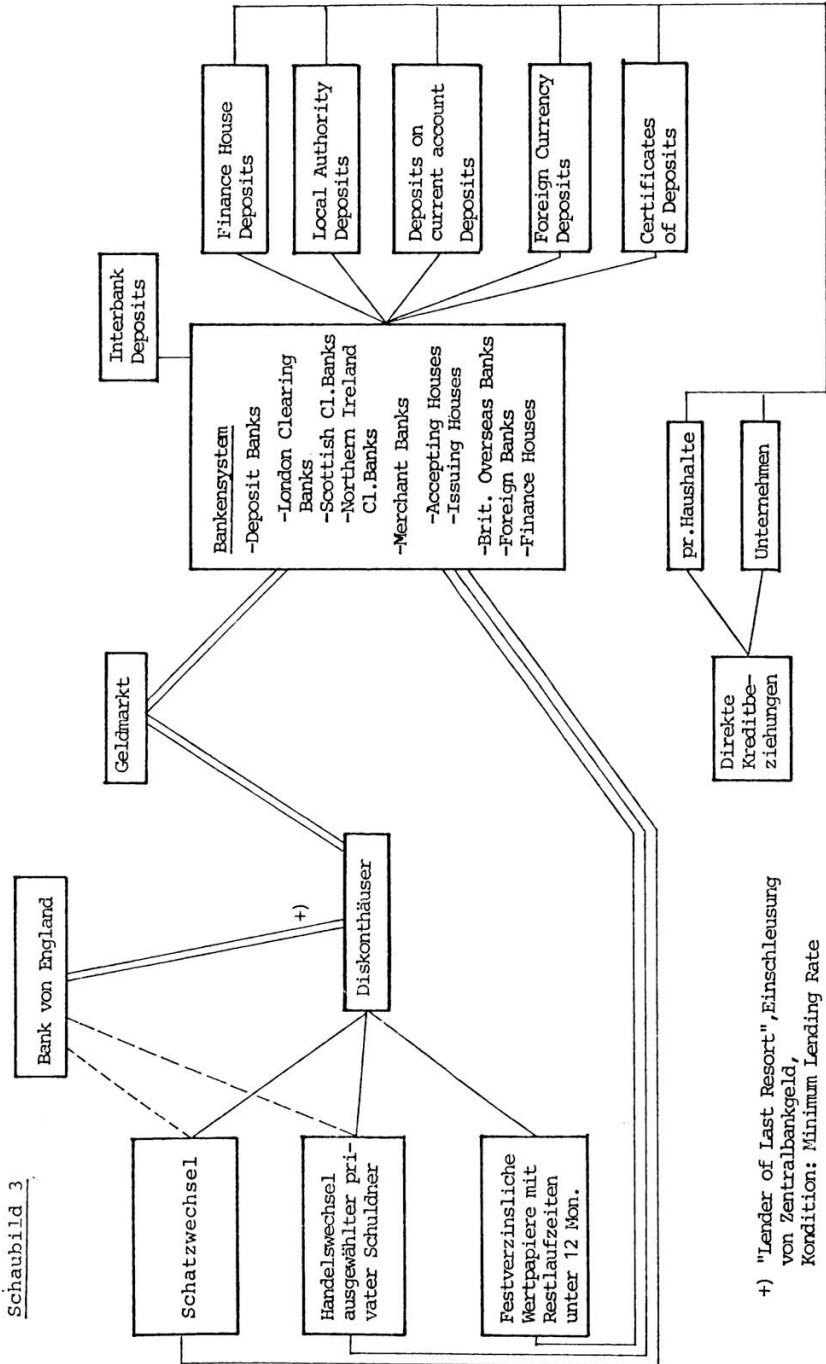 Schaubild 3
Bank von England
Schatzwechsel
Handelswechsel
ausgewählter pri-
vater Schuldner
Festverzinsliche
Wertpapiere mit
Restlaufzeiten
unter 12 Mon.
+)
Diskonthäuser
Geldmarkt
Interbank
Deposits
Bankensystem
-Deposit Banks
-London Clearing
Banks
-Scottish Cl.Banks
-Northern Ireland
Cl.Banks
-Merchant Banks
-Accepting Houses
-Issuing Houses
-Brit. Overseas Banks
-Foreign Banks
-Finance Houses
Finance House
Deposits
Local Authority
Deposits
Deposits on
current account
Deposits
Foreign Currency
Deposits
Certificates
of Deposits
Direkte
Kreditbe-
ziehungen
pr.Haushalte
Unternehmen
+) "Lender of Last Resort",Einschleusung
von Zentralbankgeld,
Kondition: Minimum Lending Rate